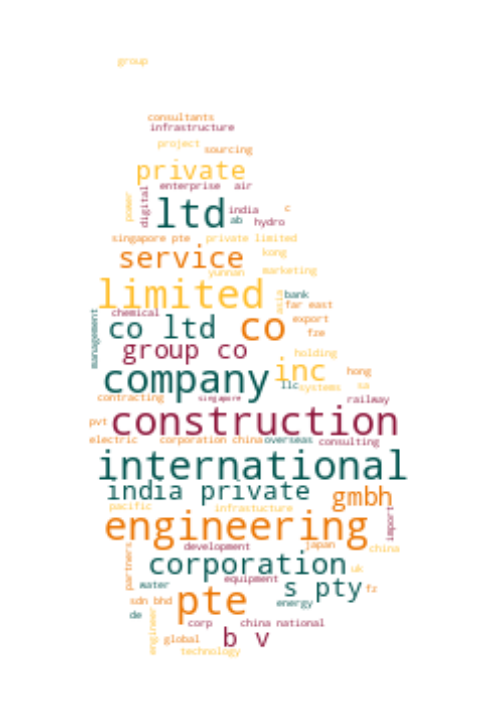 group
consultants
infrastructure
project
sourcing
private
enterprise air
power
digital
ltd
india
c
ab
hydro
singapore pte
private limited
service
kong
yunnan
marketing
limited
asia
bank
far east
management
chemical
export
co ltd
co
fze
group co
holding
company
inc
hong
llc
systems
sa
contracting
singapore
railway
pvt
construction
electric
corporation china
overseas
consulting
international
india private
gmbh
pacific
infrastucture
import
engineering
partners
development
japan
china
corporation
uk
water
equipment
s pty
fz
sdn bhd
pte
energy
de
engineer
corp
china national
global
b v
technology